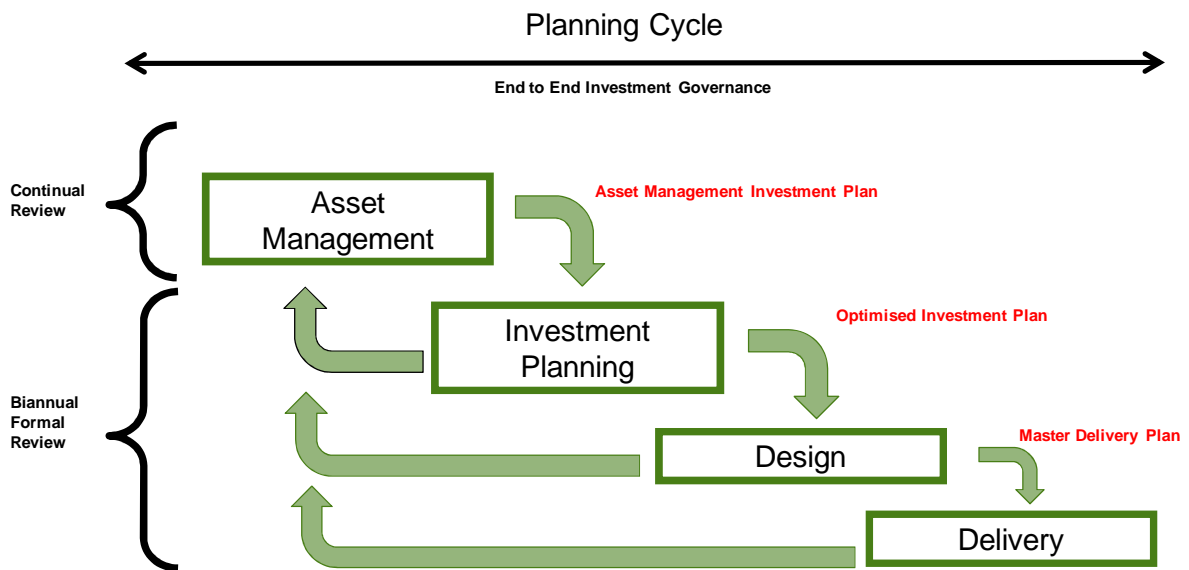 Planning Cycle
End to End Investment Governance
Continual
Review
Asset
Management
Asset Management Investment Plan
Investment
Planning
Optimised Investment Plan
Biannual
Formal
Review
Design
Master Delivery Plan
Delivery